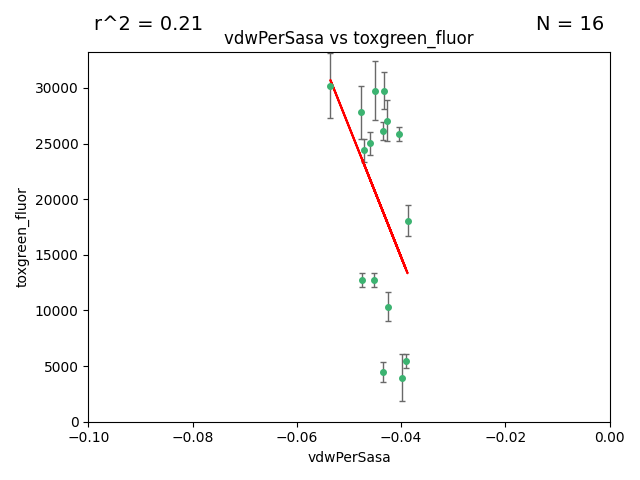 r^2 = 0.21
N = 16
vdwPerSasa vs toxgreen_fluor
toxgreen_fluor
30000
25000
20000
15000
10000
5000
0
−0.10
−0.08
−0.06
−0.04
−0.02
0.00
vdwPerSasa